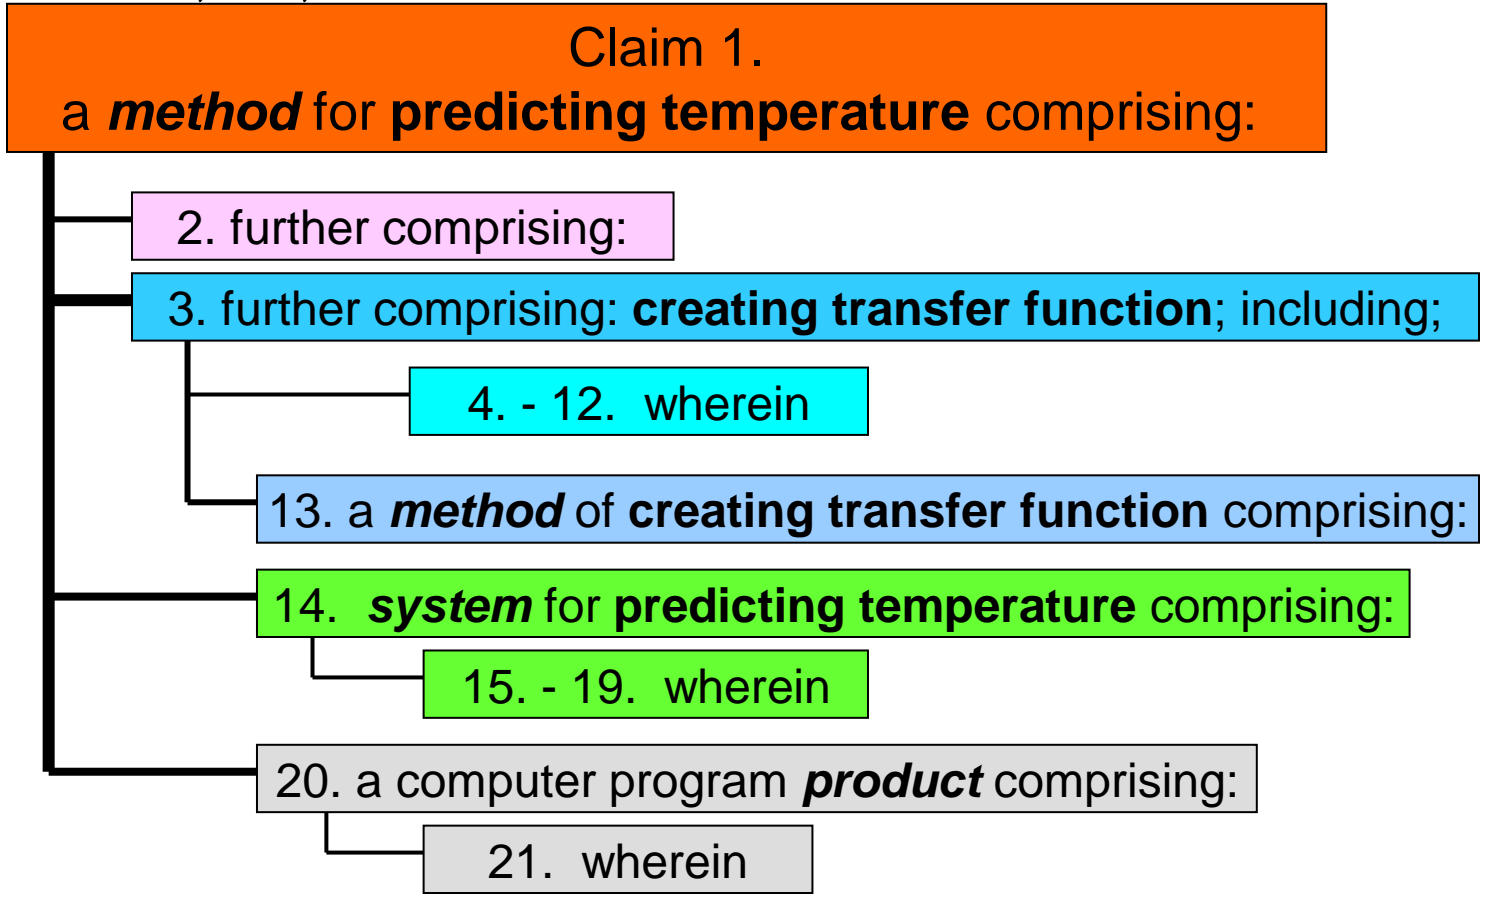 Claim 1.
a method for predicting temperature comprising:
2. further comprising:
3. further comprising: creating transfer function; including;
4. - 12. wherein
13. a method of creating transfer function comprising:
14. system for predicting temperature comprising:
15. - 19. wherein
20. a computer program product comprising:
21. wherein